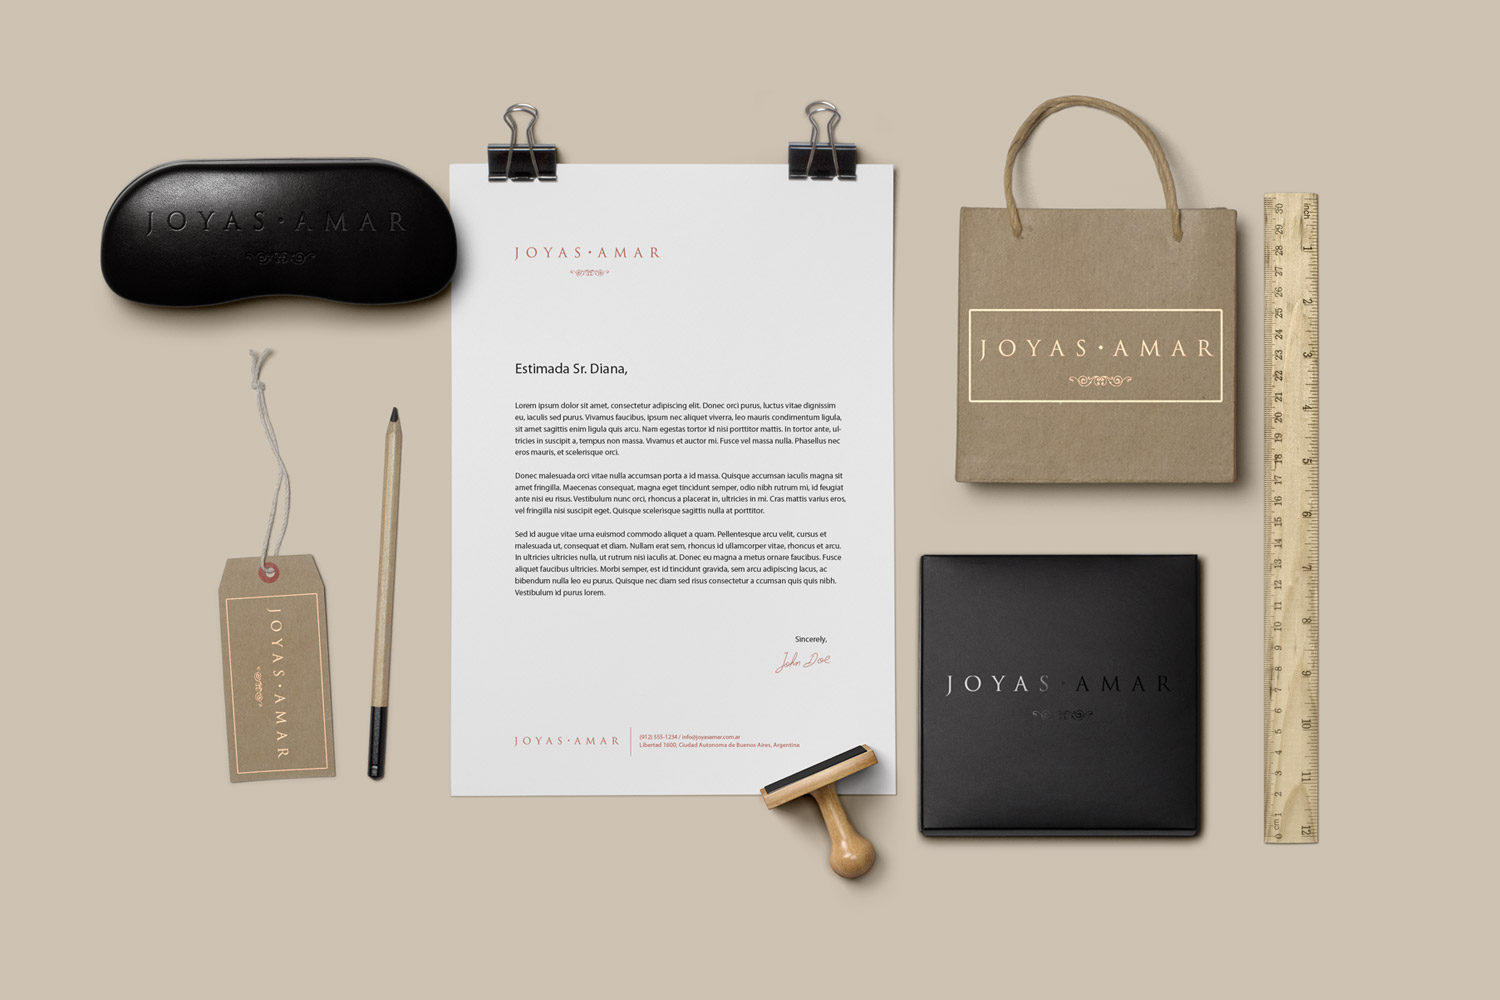 JOYAS·AMAR
JOYAS·AMAR
Estimada Sr. Diana,
Lorem ipsum dolor sit amet, consectetur adipiscing elit. Donec orci purus, luctus vitae dignissim
eu, iaculis sed purus. Vivamus faucibus, ipsum nec aliquet viverra, leo mauris condimentum ligula,
sit amet sagittis enim ligula quis arcu. Nam egestas tortor id nisi porttitor mattis. In tortor ante, ul-
tricies in suscipit a, tempus non massa. Vivamus et auctor mi. Fusce vel massa nulla. Phasellus nec
eros mauris, et scelerisque orci.
Donec malesuada orci vitae nulla accumsan porta a id massa. Quisque accumsan iaculis magna sit
amet fringilla. Maecenas consequat, magna eget tincidunt semper, odio nibh rutrum mi, id feugiat
ante nisi eu risus. Vestibulum nunc orci, rhoncus a placerat in, ultricies in mi. Cras mattis varius eros,
vel fringilla nisi suscipit eget. Quisque scelerisque sagittis nulla at porttitor.
Sed id augue vitae urna euismod commodo aliquet a quam. Pellentesque arcu velit, cursus et
malesuada ut, consequat et diam. Nullam erat sem, rhoncus id ullamcorper vitae, rhoncus et arcu.
In ultricies ultricies nulla, ut rutrum nisi iaculis at. Donec eu magna a metus ornare faucibus. Fusce
aliquet faucibus ultricies. Morbi semper, est id tincidunt gravida, sem arcu adipiscing lacus, ac
bibendum nulla leo eu purus. Quisque nec diam sed risus consectetur a ccumsan quis quis nibh.
Vestibulum id purus lorem.
Sincerely,
John Doe
JOYAS·AMAR
(912) 555-1234 / info@joyasamar.com.ar
Libertad 1600, Ciudad Autonoma de Buenos Aires, Argentina
JOYAS·AMAR
JOYAS·AMAR
JOYAS·AMAR
inch
1
2
3
4
5
6
7
8
9
10
11
12
30
29
28
27
26
25
24
23
22
21
20
19
18
17
16
15
14
13
12
11
10
9
8
7
6
5
4
3
2
1
0 cm